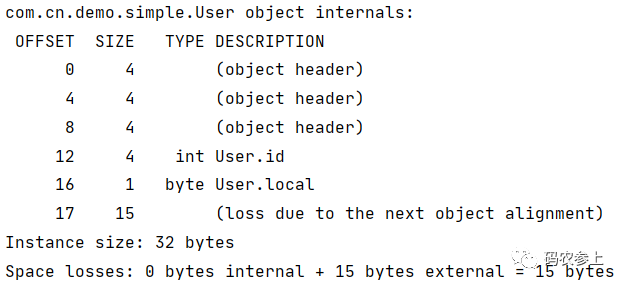 com.cn.demo.simple.User object internals:
OFFSET  SIZE   TYPE DESCRIPTION
0     4        (object header)
4     4        (object header)
8     4        (object header)
12     4    int User.id
16     1   byte User.local
17    15        (loss due to the next object alignment)
Instance size: 32 bytes
Space losses: 0 bytes internal + 15 bytes external = 15 bytes
码农参上